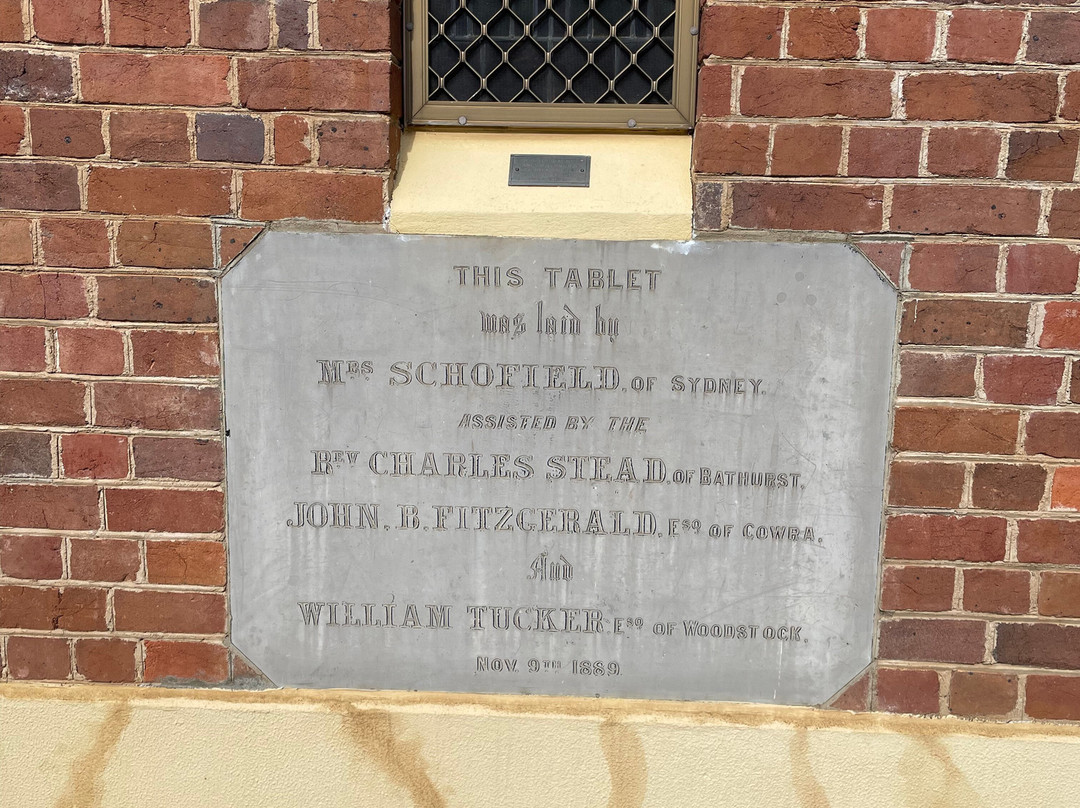 THIS TABLET
was laid by
MRS SCHOFIELD, OF SYDNEY.
ASSISTED BY THE
REV CHARLES STEAD, OF BATHURST.
JOHN. B. FITZGERALD, ESQ OF COWRA.
And
WILLIAM TUCKER ESQ OF WOODSTOCK.
NOV. 9TH 1889